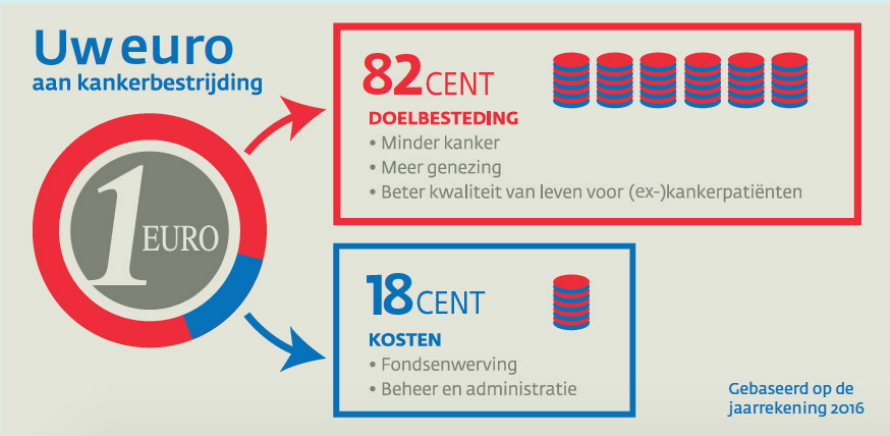 Uw euro
aan kankerbestrijding
1 EURO
82 CENT
DOELBESTEDING
• Minder kanker
• Meer genezing
• Beter kwaliteit van leven voor (ex-)kankerpatiënten
18 CENT
KOSTEN
• Fondsenwerving
• Beheer en administratie
Gebaseerd op de
jaarrekening 2016